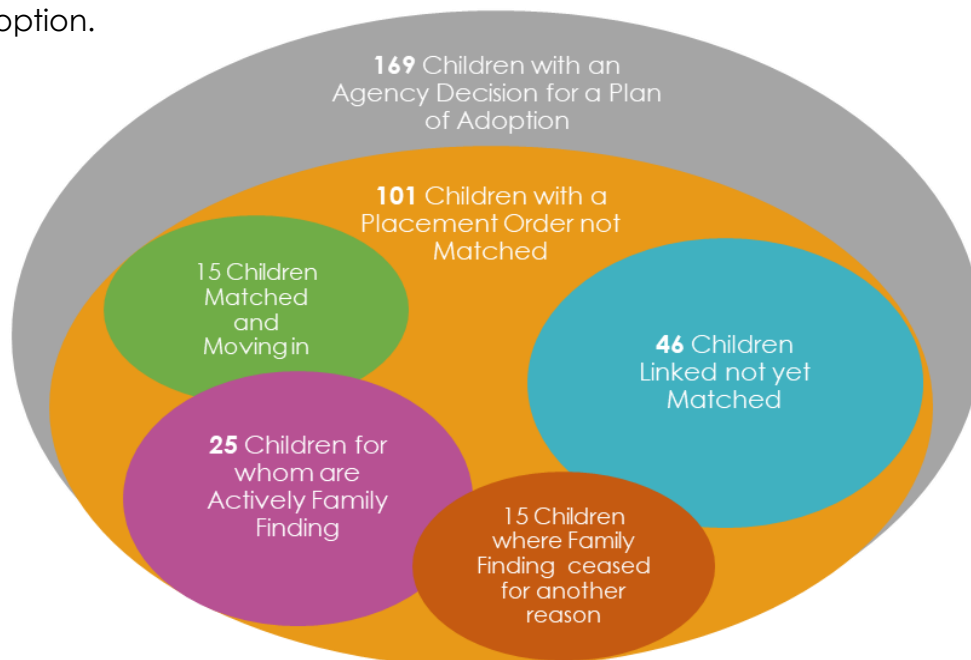 option.
169 Children with an
Agency Decision for a Plan
of Adoption
101 Children with a
Placement Order not
Matched
15 Children
Matched
and
Moving in
46 Children
Linked not yet
Matched
25 Children for
whom are
Actively Family
Finding
15 Children
where Family
Finding ceased
for another
reason